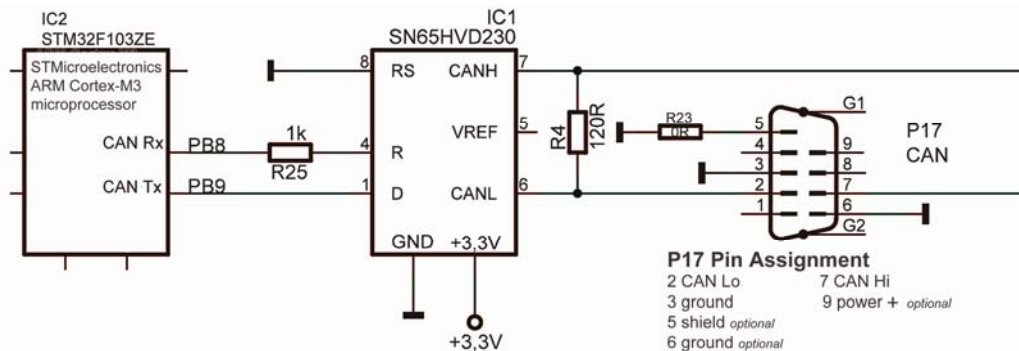 IC2
STM32F103ZE
STMicroelectronics
ARM Cortex-M3
microprocessor
CAN Rx
CAN Tx
PB8
PB9
1k
R25
IC1
SN65HVD230
8
RS
CANH
7
VREF
5
4
R
1
D
CANL
6
GND
+3,3V
+3,3V
R4
120R
R23
0R
5
4
3
2
1
G1
9
8
7
6
G2
P17
CAN
P17 Pin Assignment
2 CAN Lo 7 CAN Hi
3 ground 9 power + optional
5 shield optional
6 ground optional